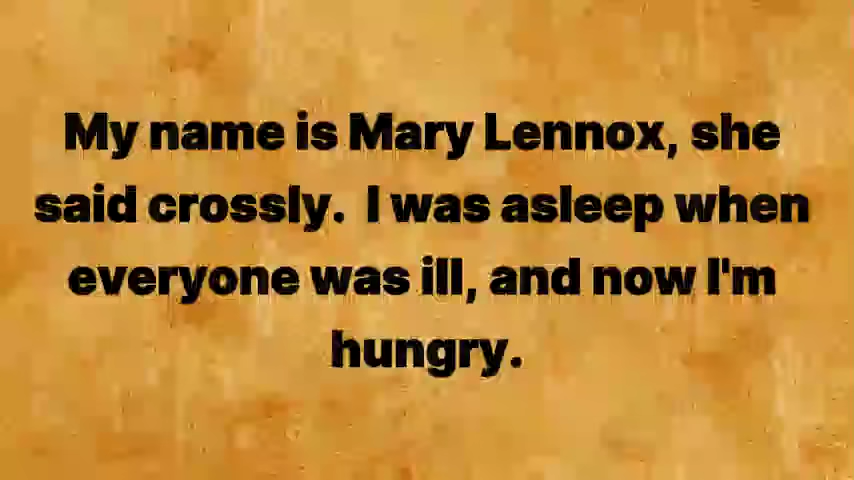 My name is Mary Lennox, she
said crossly.  I was asleep when
everyone was ill, and now I'm
hungry.